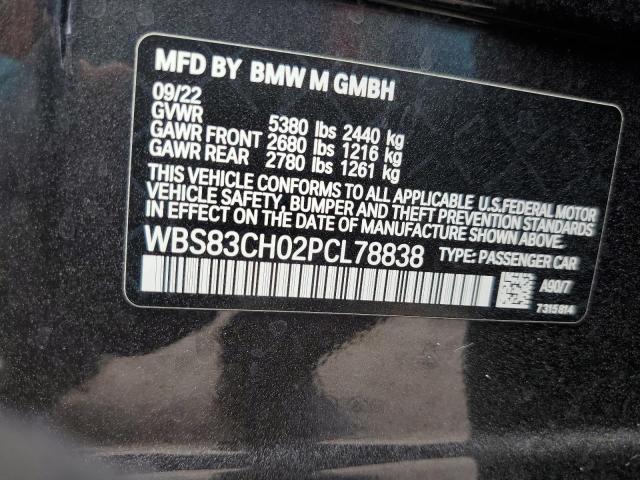 MFD BY BMW M GMBH
09/22
GVWR 5380 lbs 2440 kg
GAWR FRONT 2680 lbs 1216 kg
GAWR REAR 2780 lbs 1261 kg
THIS VEHICLE CONFORMS TO ALL APPLICABLE U.S.FEDERAL MOTOR
VEHICLE SAFETY, BUMPER AND THEFT PREVENTION STANDARDS
IN EFFECT ON THE DATE OF MANUFACTURE SHOWN ABOVE.
WBS83CH02PCL78838 TYPE: PASSENGER CAR
A90/7
7315814